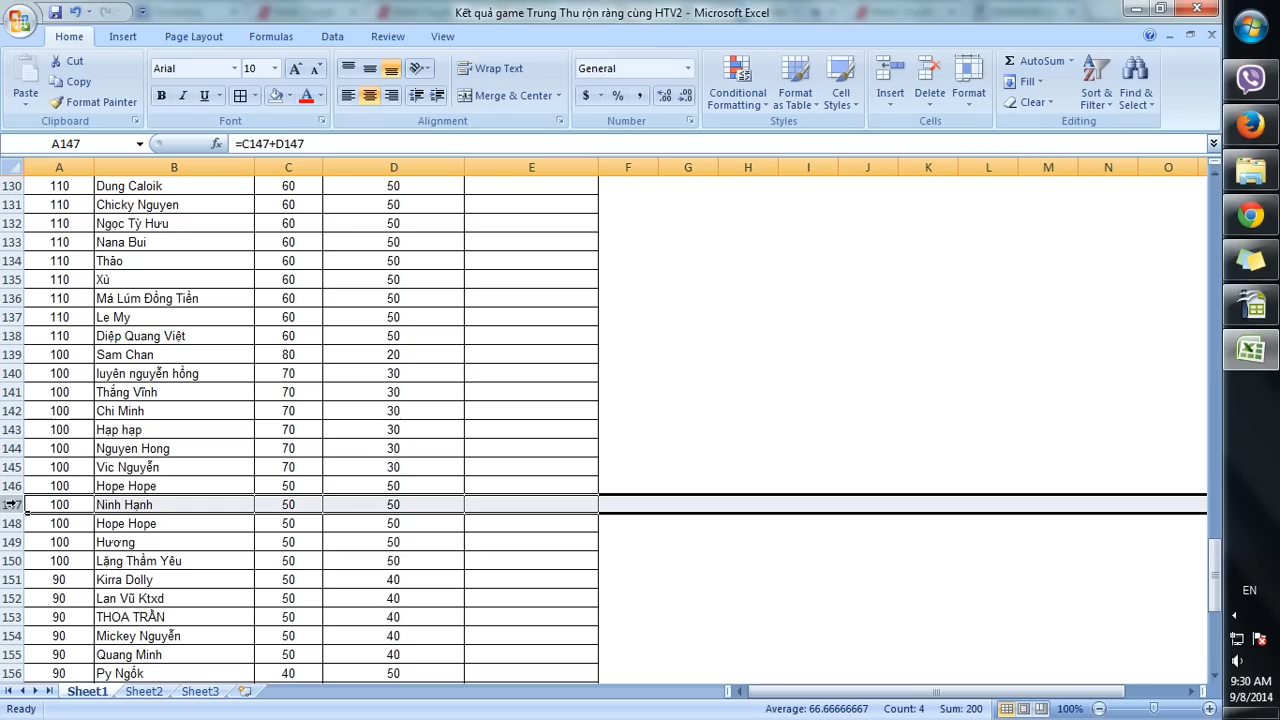 Kết quả game Trung Thu rộn ràng cùng HTV2 - Microsoft Excel
Home Insert Page Layout Formulas Data Review View
Paste Cut Copy Format Painter Clipboard
Arial 10 B I U A Font
Wrap Text Merge & Center Alignment
General $ % , Number
Conditional Formatting Format as Table Cell Styles Styles
Insert Delete Format Cells
Σ AutoSum Fill Clear Sort & Filter Find & Select Editing
A147 fx =C147+D147
A B C D E F G H I J K L M N O
130 110 Dung Caloik 60 50
131 110 Chicky Nguyen 60 50
132 110 Ngọc Tỳ Hưu 60 50
133 110 Nana Bui 60 50
134 110 Thảo 60 50
135 110 Xù 60 50
136 110 Má Lúm Đồng Tiền 60 50
137 110 Le My 60 50
138 110 Diệp Quang Việt 60 50
139 100 Sam Chan 80 20
140 100 luyên nguyễn hồng 70 30
141 100 Thắng Vĩnh 70 30
142 100 Chi Minh 70 30
143 100 Hạp hạp 70 30
144 100 Nguyen Hong 70 30
145 100 Vic Nguyễn 70 30
146 100 Hope Hope 50 50
147 100 Ninh Hạnh 50 50
148 100 Hope Hope 50 50
149 100 Hương 50 50
150 100 Lặng Thầm Yêu 50 50
151 90 Kirra Dolly 50 40
152 90 Lan Vũ Ktxd 50 40
153 90 THOA TRẦN 50 40
154 90 Mickey Nguyễn 50 40
155 90 Quang Minh 50 40
156 90 Py Ngốk 40 50
Sheet1 Sheet2 Sheet3
Ready Average: 66.66666667 Count: 4 Sum: 200 100%
EN
9:30 AM
9/8/2014